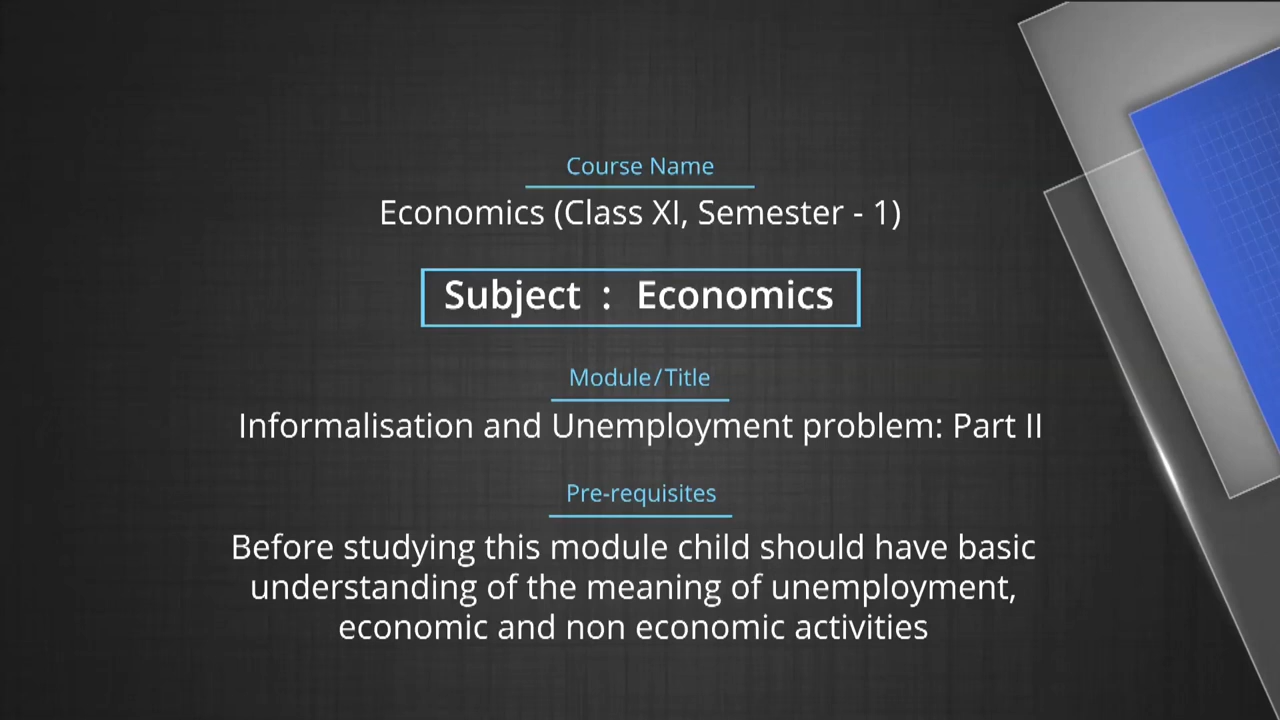 Course Name
Economics (Class XI, Semester - 1)
Subject : Economics
Module/Title
Informalisation and Unemployment problem: Part II
Pre-requisites
Before studying this module child should have basic
understanding of the meaning of unemployment,
economic and non economic activities